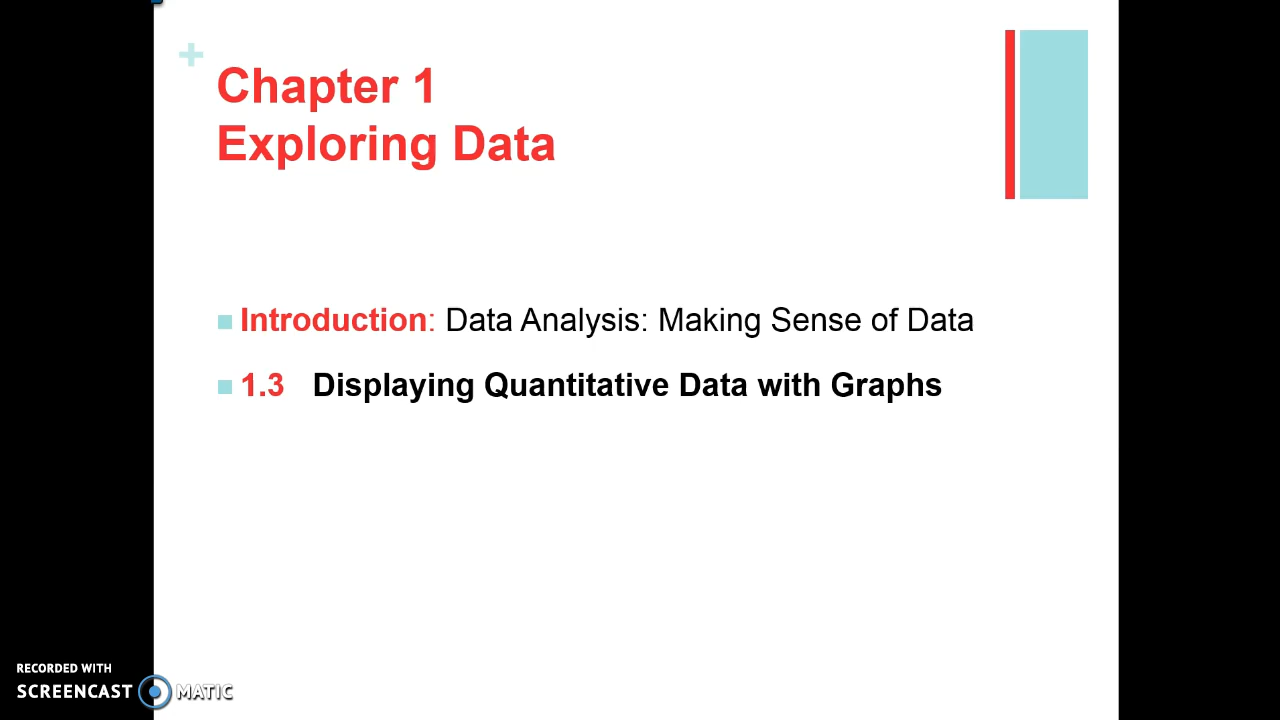 +
Chapter 1
Exploring Data
Introduction: Data Analysis: Making Sense of Data
1.3 Displaying Quantitative Data with Graphs
RECORDED WITH
SCREENCAST MATIC